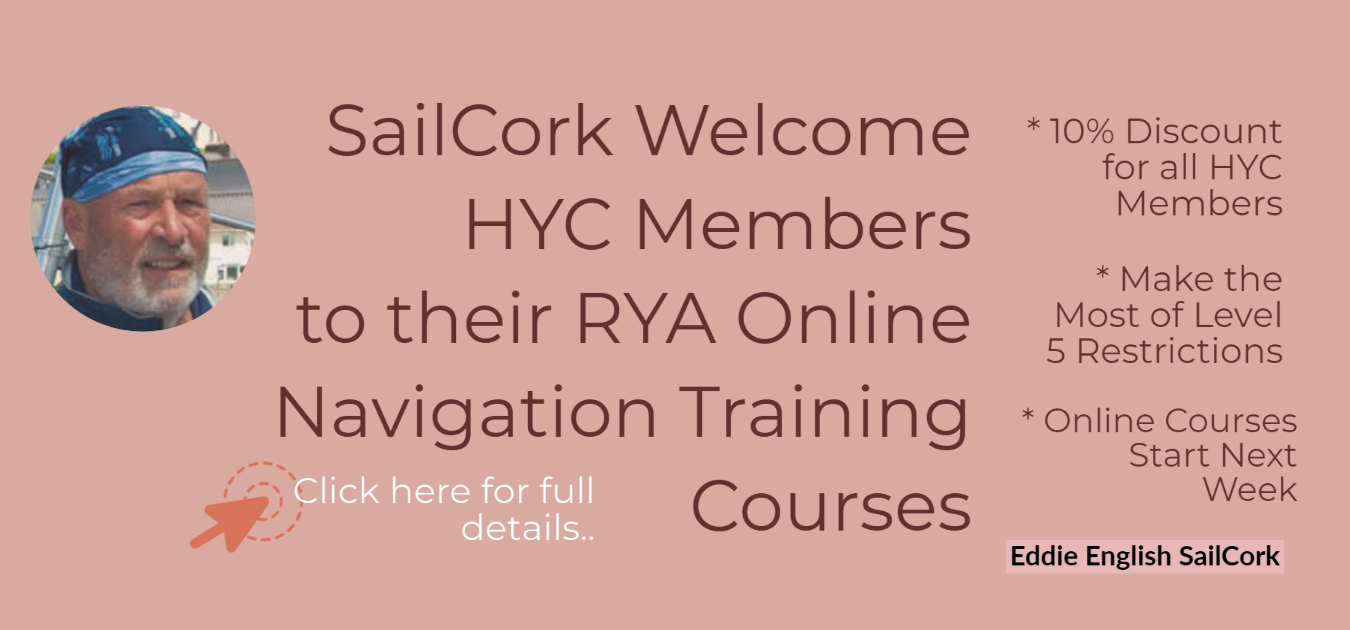 SailCork Welcome
HYC Members
to their RYA Online
Navigation Training
Courses
Click here for full
details..
* 10% Discount
for all HYC
Members
* Make the
Most of Level
5 Restrictions
* Online Courses
Start Next
Week
Eddie English SailCork